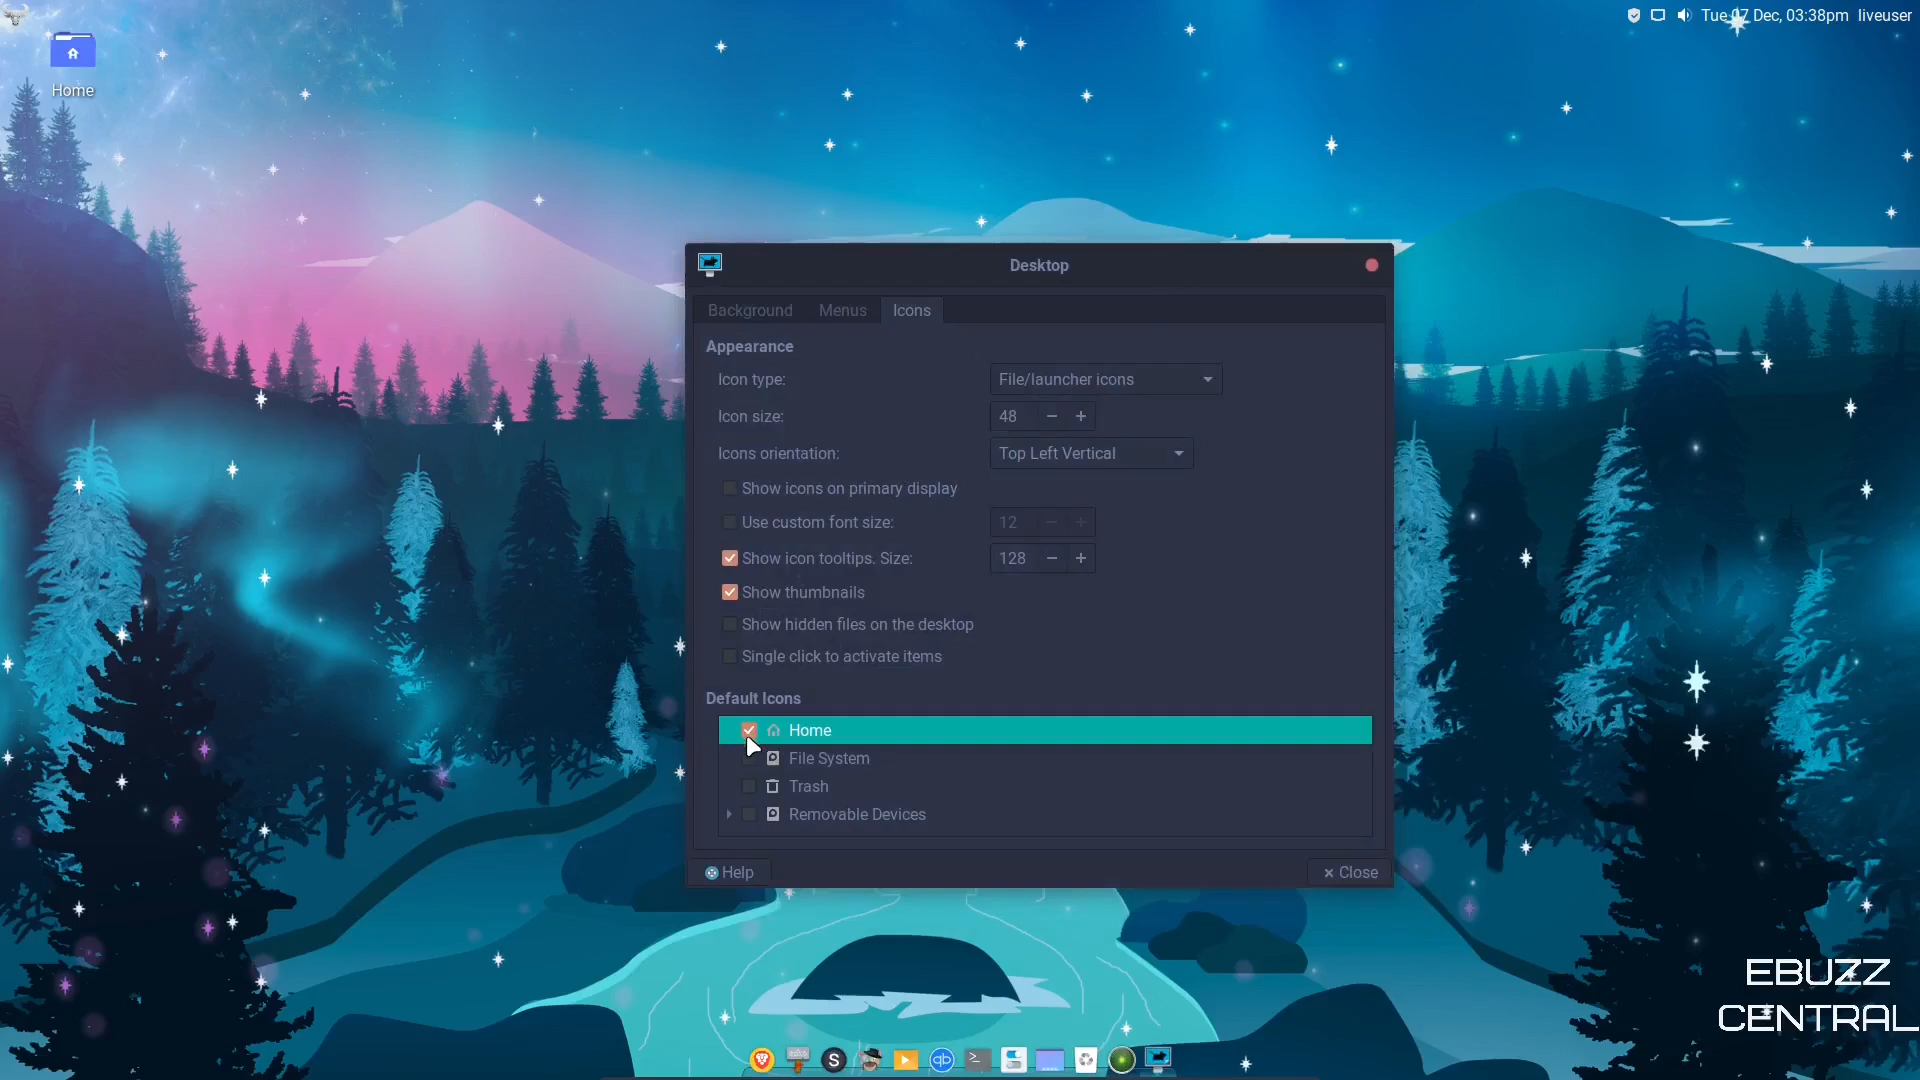 Tue 07 Dec, 03:38pm liveuser
Home
Desktop
Background Menus Icons
Appearance
Icon type: File/launcher icons
Icon size: 48
Icons orientation: Top Left Vertical
Show icons on primary display
Use custom font size: 12
Show icon tooltips. Size: 128
Show thumbnails
Show hidden files on the desktop
Single click to activate items
Default Icons
Home
File System
Trash
Removable Devices
Help Close
EBUZZ
CENTRAL
S
qb